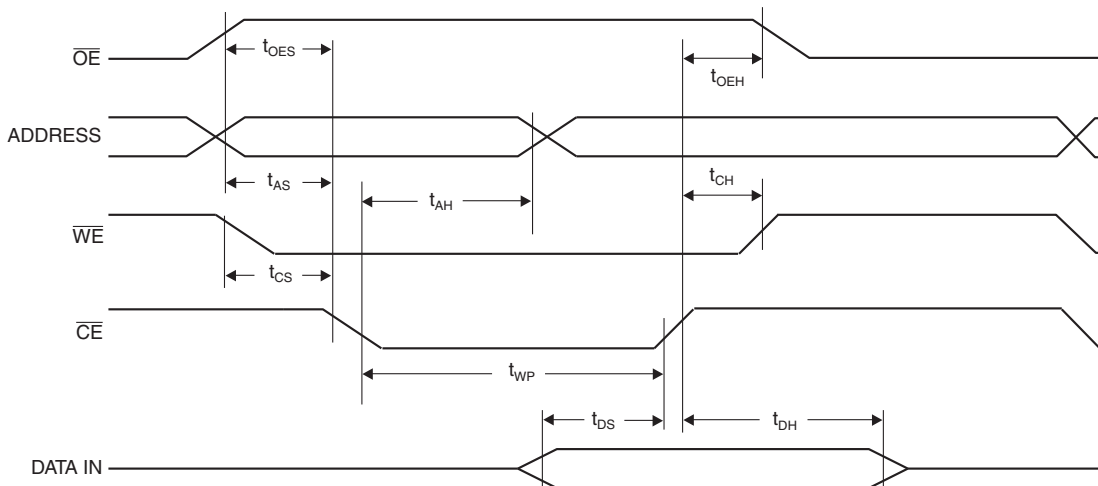 OE
tOES
tOEH
ADDRESS
tAS
tAH
tCH
WE
tCS
CE
tWP
tDS
tDH
DATA IN